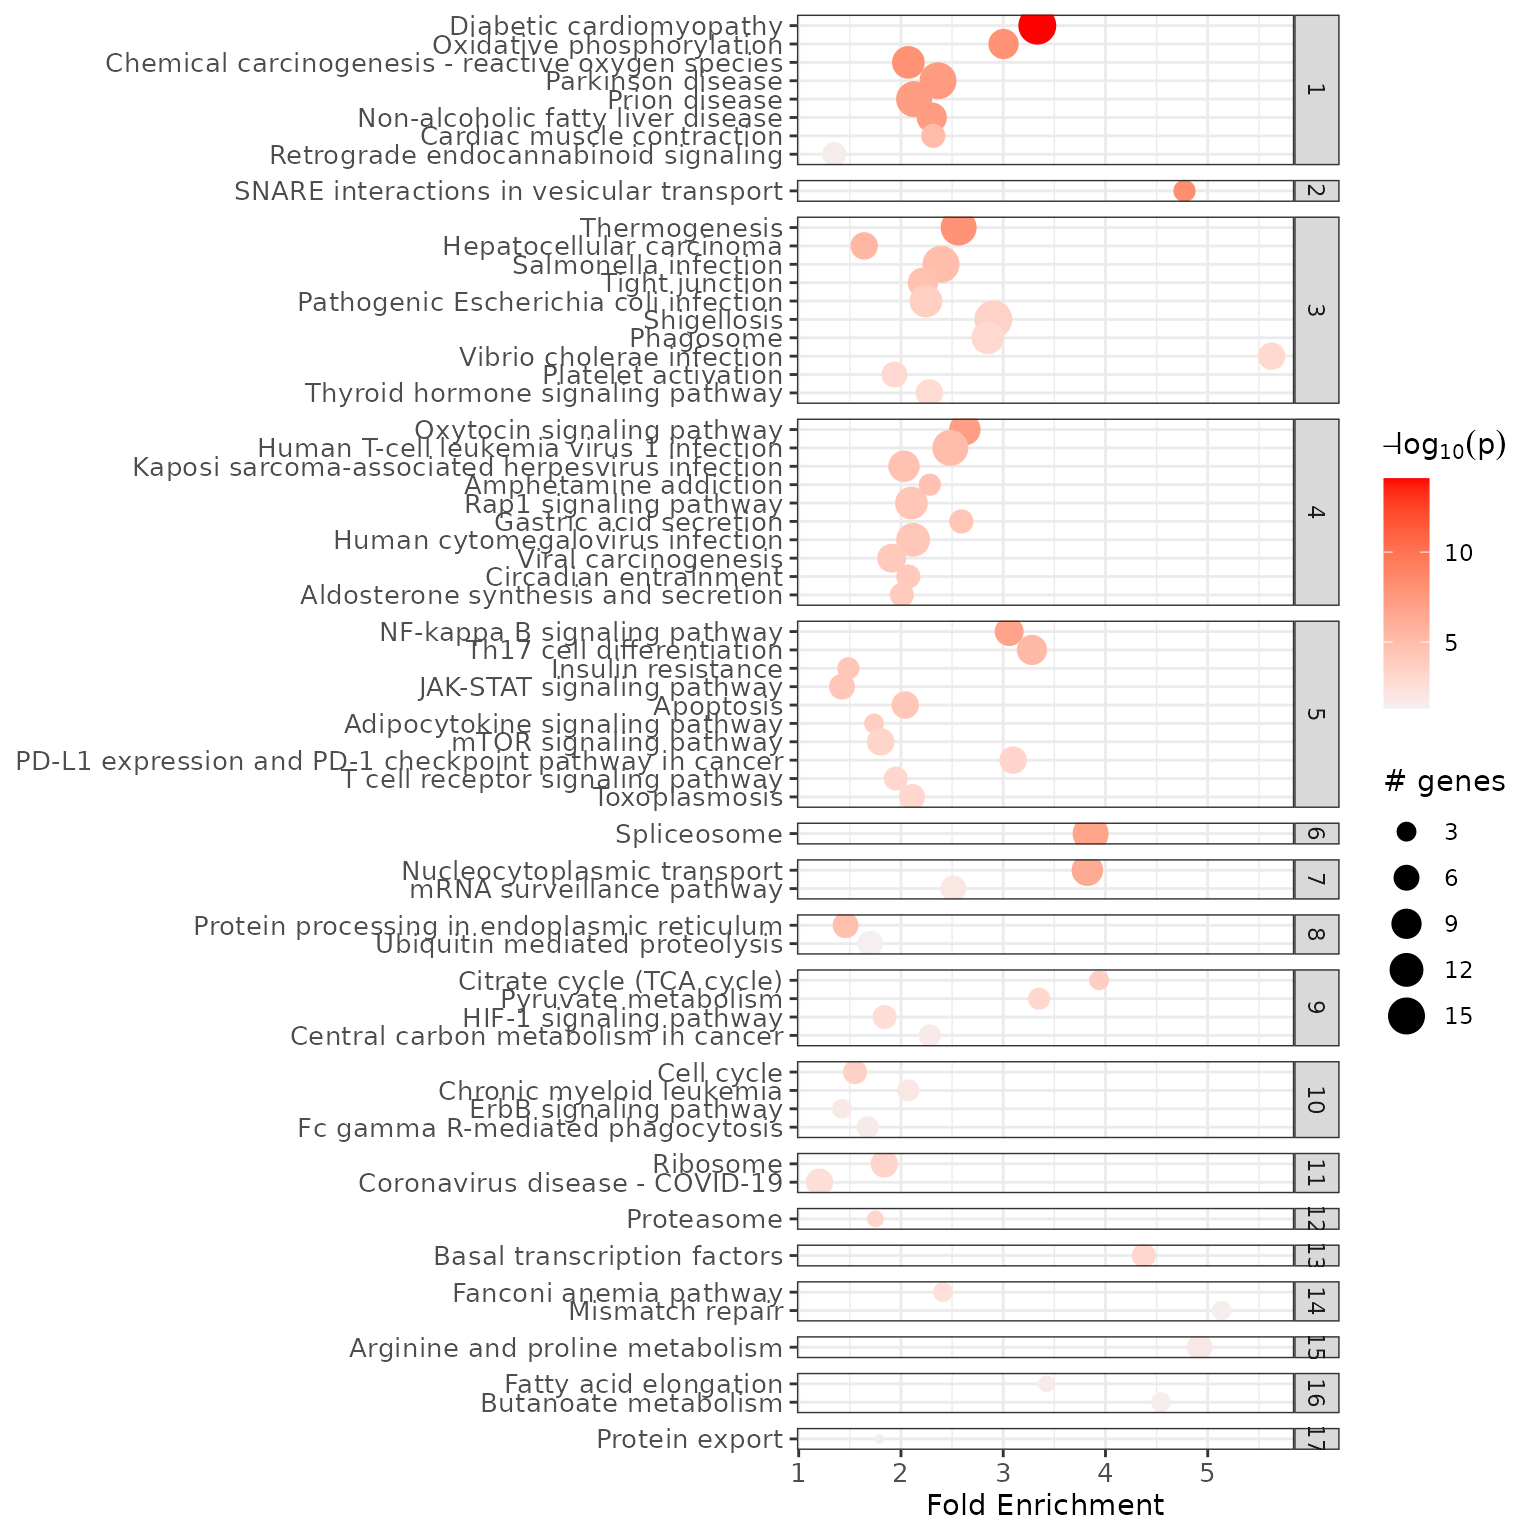 Diabetic cardiomyopathy
Oxidative phosphorylation
Chemical carcinogenesis - reactive oxygen species
Parkinson disease
Prion disease
Non-alcoholic fatty liver disease
Cardiac muscle contraction
Retrograde endocannabinoid signaling
1
SNARE interactions in vesicular transport
2
Thermogenesis
Hepatocellular carcinoma
Salmonella infection
Tight junction
Pathogenic Escherichia coli infection
Shigellosis
Phagosome
Vibrio cholerae infection
Platelet activation
Thyroid hormone signaling pathway
3
Oxytocin signaling pathway
Human T-cell leukemia virus 1 infection
Kaposi sarcoma-associated herpesvirus infection
Amphetamine addiction
Rap1 signaling pathway
Gastric acid secretion
Human cytomegalovirus infection
Viral carcinogenesis
Circadian entrainment
Aldosterone synthesis and secretion
4
NF-kappa B signaling pathway
Th17 cell differentiation
Insulin resistance
JAK-STAT signaling pathway
Apoptosis
Adipocytokine signaling pathway
mTOR signaling pathway
PD-L1 expression and PD-1 checkpoint pathway in cancer
T cell receptor signaling pathway
Toxoplasmosis
5
Spliceosome
6
Nucleocytoplasmic transport
mRNA surveillance pathway
7
Protein processing in endoplasmic reticulum
Ubiquitin mediated proteolysis
8
Citrate cycle (TCA cycle)
Pyruvate metabolism
HIF-1 signaling pathway
Central carbon metabolism in cancer
9
Cell cycle
Chronic myeloid leukemia
ErbB signaling pathway
Fc gamma R-mediated phagocytosis
10
Ribosome
Coronavirus disease - COVID-19
11
Proteasome
12
Basal transcription factors
13
Fanconi anemia pathway
Mismatch repair
14
Arginine and proline metabolism
15
Fatty acid elongation
Butanoate metabolism
16
Protein export
17
1 2 3 4 5
Fold Enrichment
−log₁₀(p)
10
5
# genes
3
6
9
12
15